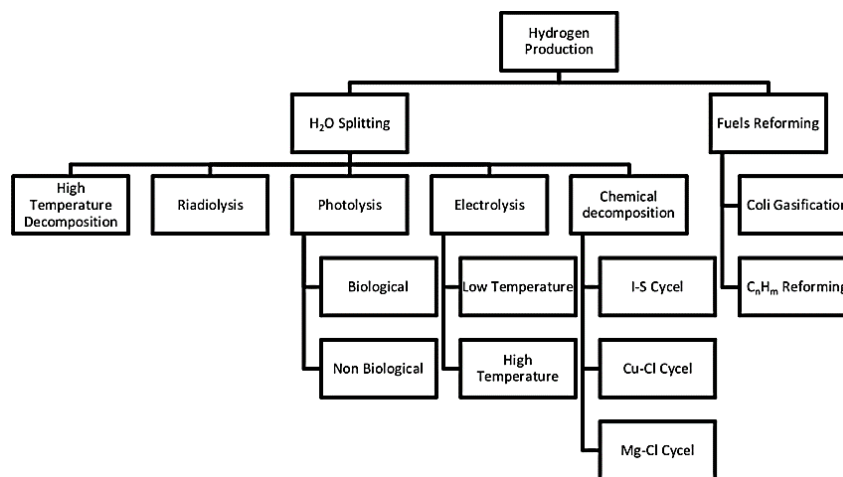 Hydrogen
Production
H₂O Splitting
Fuels Reforming
High
Temperature
Decomposition
Riadiolysis
Photolysis
Electrolysis
Chemical
decomposition
Coli Gasification
Biological
Low Temperature
I-S Cycel
CₙHₘ Reforming
Non Biological
High
Temperature
Cu-Cl Cycel
Mg-Cl Cycel